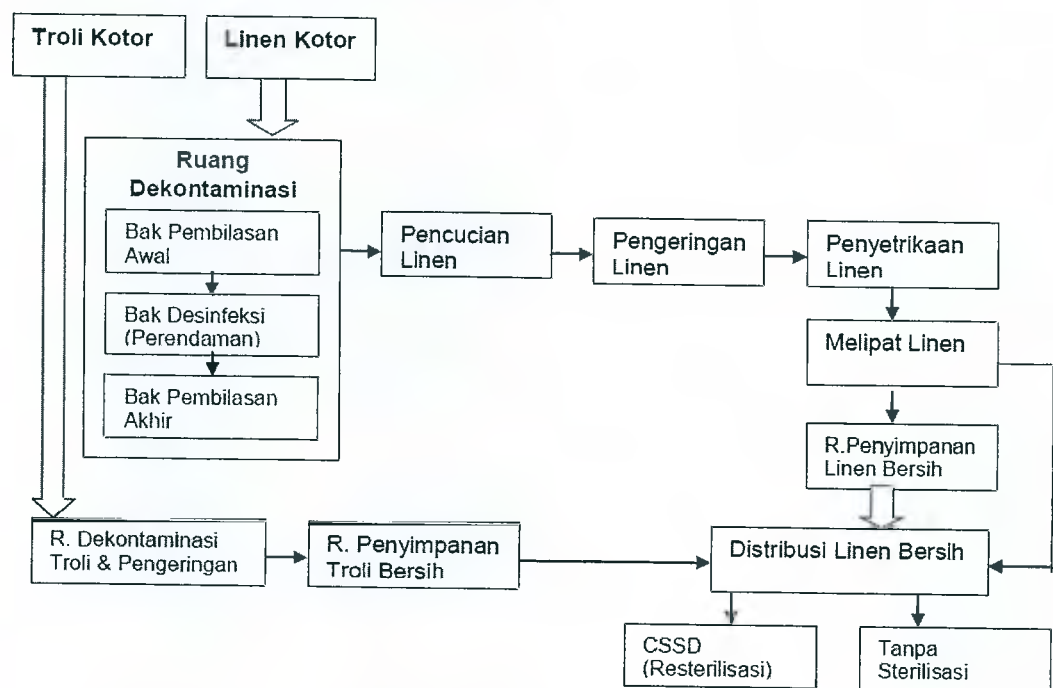 Troli Kotor
Linen Kotor
Ruang
Dekontaminasi
Bak Pembilasan
Awal
Bak Desinfeksi
(Perendaman)
Bak Pembilasan
Akhir
Pencucian
Linen
Pengeringan
Linen
Penyetrikaan
Linen
Melipat Linen
R.Penyimpanan
Linen Bersih
R. Dekontaminasi
Troli & Pengeringan
R. Penyimpanan
Troli Bersih
Distribusi Linen Bersih
CSSD
(Resterilisasi)
Tanpa
Sterilisasi